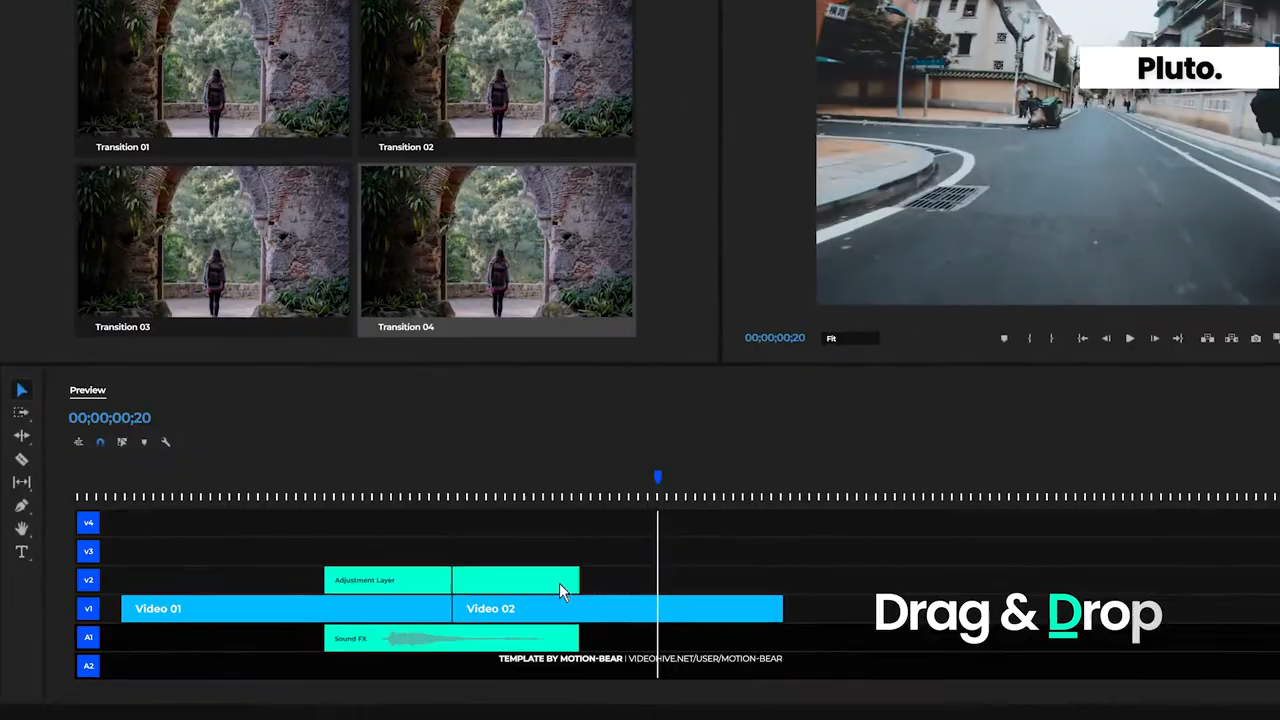 Pluto.
Transition 01
Transition 02
Transition 03
Transition 04
00;00;00;20
Fit
Preview
00;00;00;20
v4
v3
v2
Adjustment Layer
v1
Video 01
Video 02
A1
Sound FX
A2
Drag & Drop
TEMPLATE BY MOTION-BEAR | VIDEOHIVE.NET/USER/MOTION-BEAR